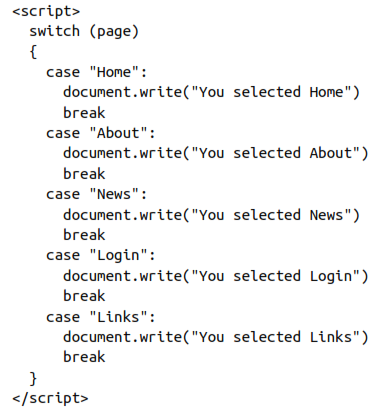 <script>
  switch (page)
  {
    case "Home":
      document.write("You selected Home")
      break
    case "About":
      document.write("You selected About")
      break
    case "News":
      document.write("You selected News")
      break
    case "Login":
      document.write("You selected Login")
      break
    case "Links":
      document.write("You selected Links")
      break
  }
</script>